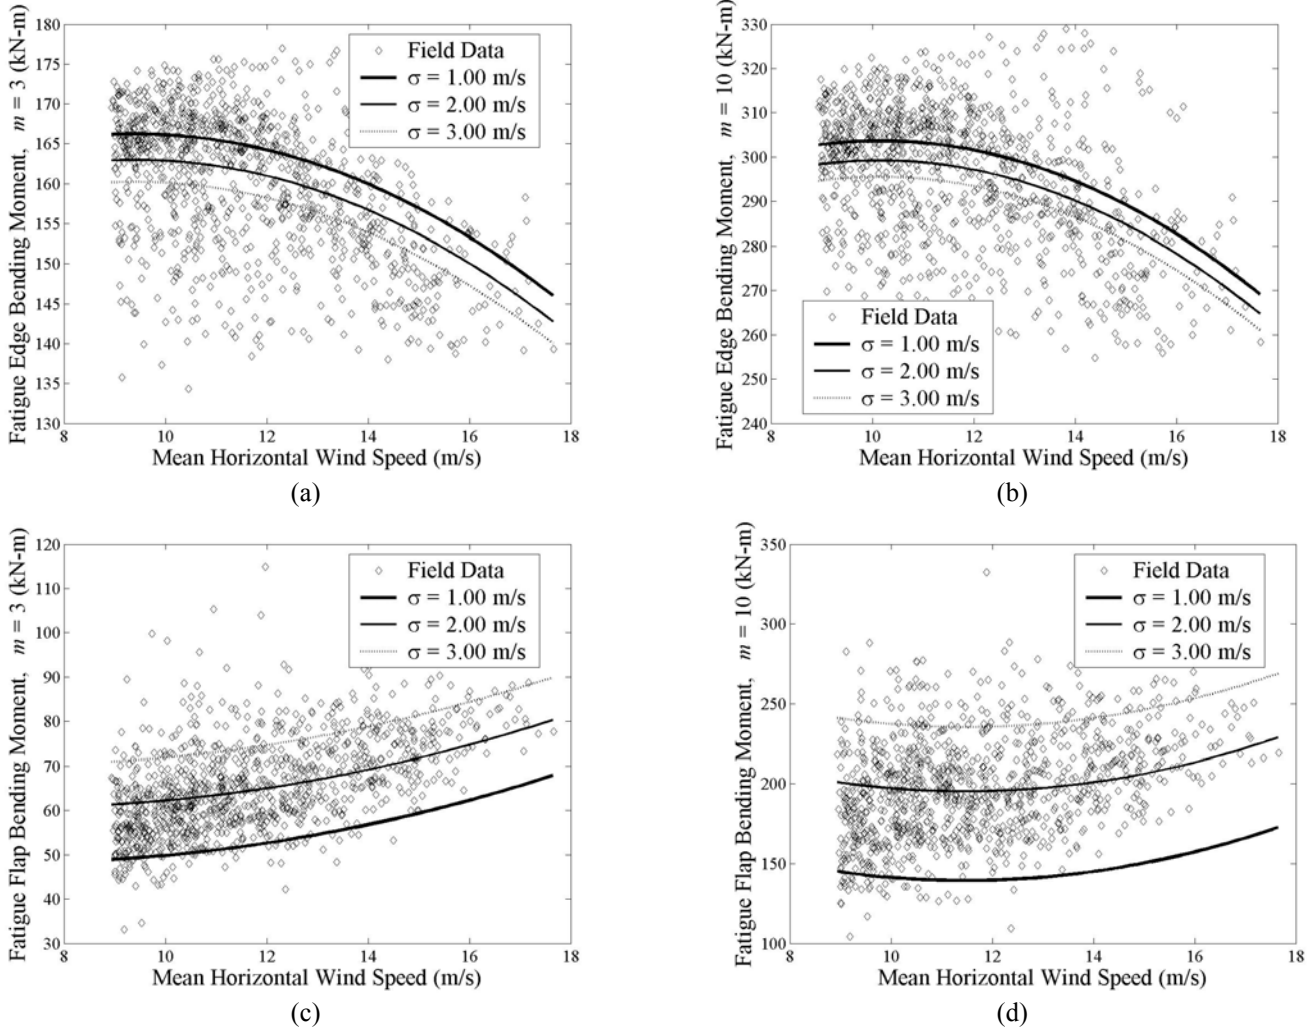 Fatigue Edge Bending Moment, m = 3 (kN-m)
180
175
170
165
160
155
150
145
140
135
130
8 10 12 14 16 18
Mean Horizontal Wind Speed (m/s)
Field Data
σ = 1.00 m/s
σ = 2.00 m/s
σ = 3.00 m/s
(a)
Fatigue Edge Bending Moment, m = 10 (kN-m)
330
320
310
300
290
280
270
260
250
240
8 10 12 14 16 18
Mean Horizontal Wind Speed (m/s)
Field Data
σ = 1.00 m/s
σ = 2.00 m/s
σ = 3.00 m/s
(b)
Fatigue Flap Bending Moment, m = 3 (kN-m)
120
110
100
90
80
70
60
50
40
30
8 10 12 14 16 18
Mean Horizontal Wind Speed (m/s)
Field Data
σ = 1.00 m/s
σ = 2.00 m/s
σ = 3.00 m/s
(c)
Fatigue Flap Bending Moment, m = 10 (kN-m)
350
300
250
200
150
100
8 10 12 14 16 18
Mean Horizontal Wind Speed (m/s)
Field Data
σ = 1.00 m/s
σ = 2.00 m/s
σ = 3.00 m/s
(d)